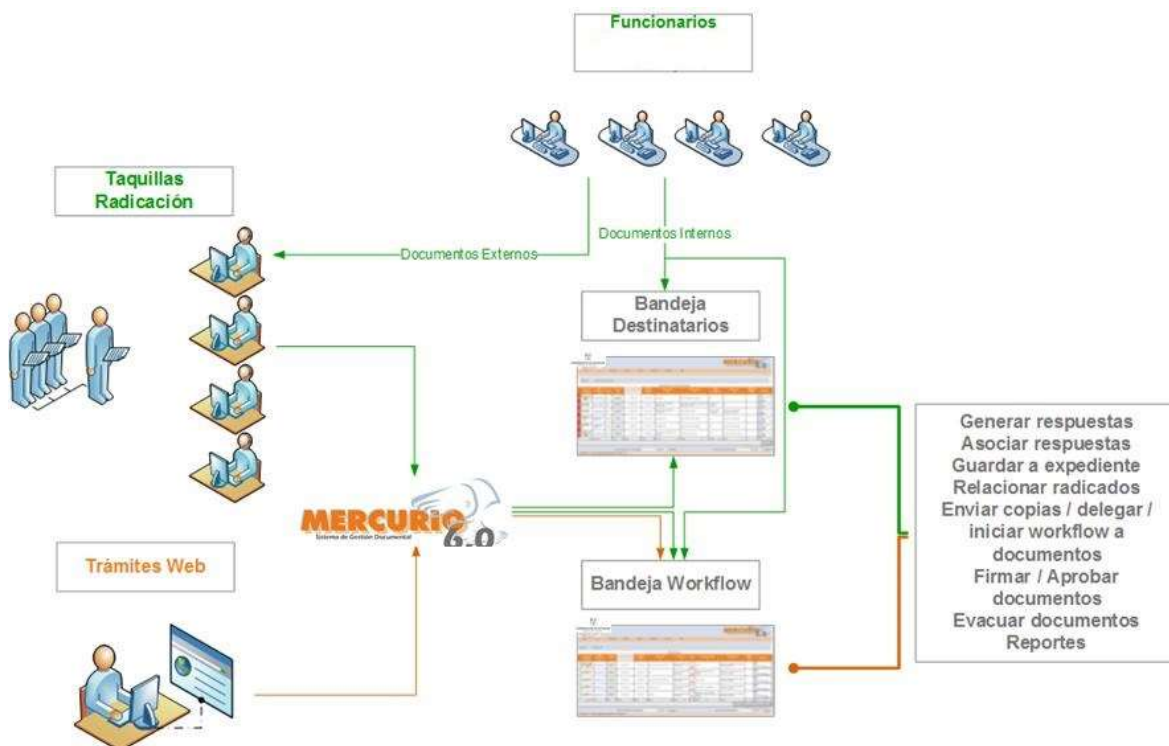 Funcionarios
Taquillas
Radicación
Documentos Externos
Documentos Internos
Bandeja
Destinatarios
MERCURIO
6.0
Sistema de Gestión Documental
Trámites Web
Bandeja Workflow
Generar respuestas
Asociar respuestas
Guardar a expediente
Relacionar radicados
Enviar copias / delegar /
iniciar workflow a
documentos
Firmar / Aprobar
documentos
Evacuar documentos
Reportes